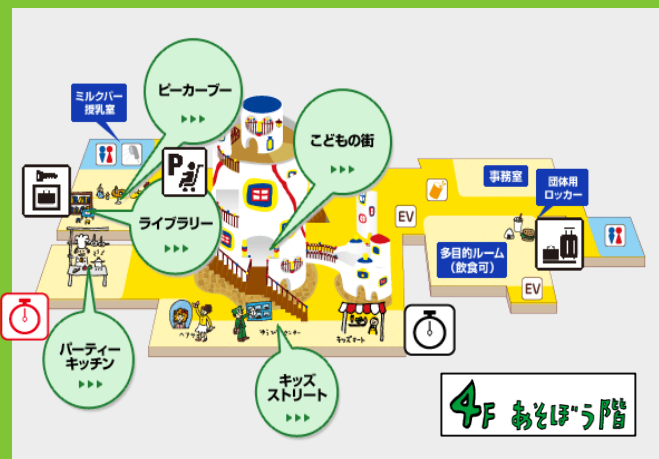 ピーカーブー
▶▶▶
ミルクバー
授乳室
こどもの街
▶▶▶
P
事務室
団体用
ロッカー
ライブラリー
▶▶▶
EV
多目的ルーム
(飲食可)
EV
パーティー
キッチン
▶▶▶
キッズ
ストリート
▶▶▶
4F あそぼう階